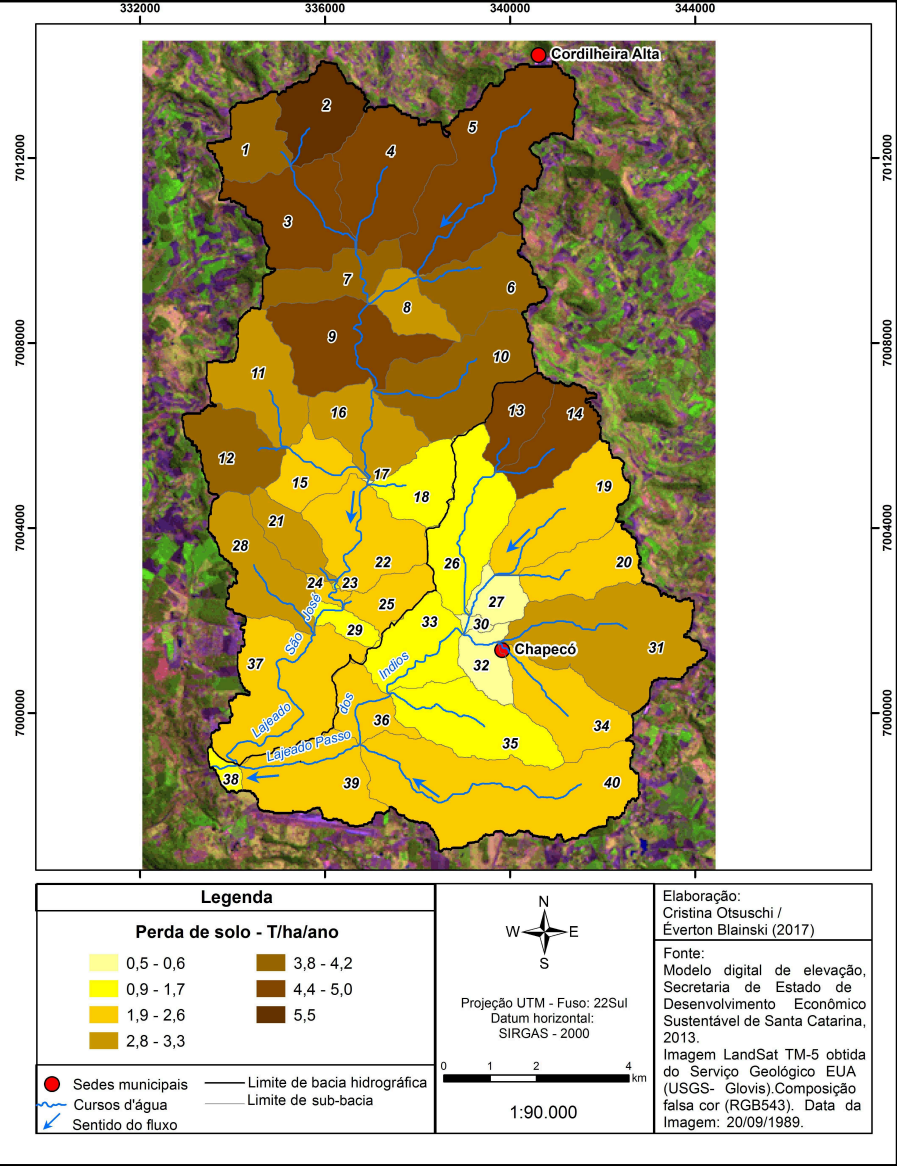 332000
336000
340000
344000
Cordilheira Alta
7012000
7012000
2
5
1
4
3
7
6
8
7008000
7008000
9
10
11
16
13
14
12
17
15
18
19
7004000
7004000
21
28
22
26
20
24
23
27
25
São José
33
30
29
31
Chapecó
37
Indios
32
dos
7000000
7000000
Lajeado
36
34
35
Lajeado Passo
38
39
40
Legenda
Perda de solo - T/ha/ano
0,5 - 0,6
0,9 - 1,7
1,9 - 2,6
2,8 - 3,3
3,8 - 4,2
4,4 - 5,0
5,5
Sedes municipais
Cursos d'água
Sentido do fluxo
Limite de bacia hidrográfica
Limite de sub-bacia
N
W
E
S
Projeção UTM - Fuso: 22Sul
Datum horizontal:
SIRGAS - 2000
0 1 2 4
km
1:90.000
Elaboração:
Cristina Otsuschi /
Éverton Blainski (2017)
Fonte:
Modelo digital de elevação,
Secretaria de Estado de
Desenvolvimento Econômico
Sustentável de Santa Catarina,
2013.
Imagem LandSat TM-5 obtida
do Serviço Geológico EUA
(USGS- Glovis).Composição
falsa cor (RGB543). Data da
Imagem: 20/09/1989.